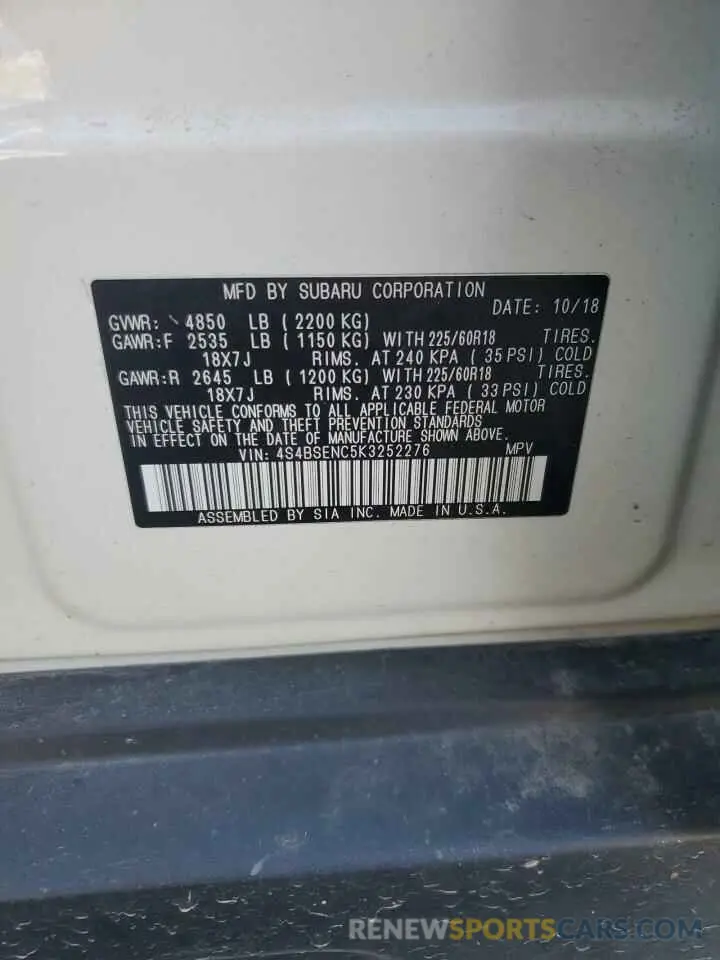 MFD BY SUBARU CORPORATION
DATE: 10/18
GVWR: 4850 LB ( 2200 KG)
GAWR:F 2535 LB ( 1150 KG) WITH 225/60R18 TIRES.
18X7J RIMS. AT 240 KPA ( 35 PSI) COLD
GAWR:R 2645 LB ( 1200 KG) WITH 225/60R18 TIRES.
18X7J RIMS. AT 230 KPA ( 33 PSI) COLD
THIS VEHICLE CONFORMS TO ALL APPLICABLE FEDERAL MOTOR
VEHICLE SAFETY AND THEFT PREVENTION STANDARDS
IN EFFECT ON THE DATE OF MANUFACTURE SHOWN ABOVE.
VIN: 4S4BSENC5K3252276 MPV
ASSEMBLED BY SIA INC. MADE IN U.S.A.
RENEWSPORTSCARS.COM